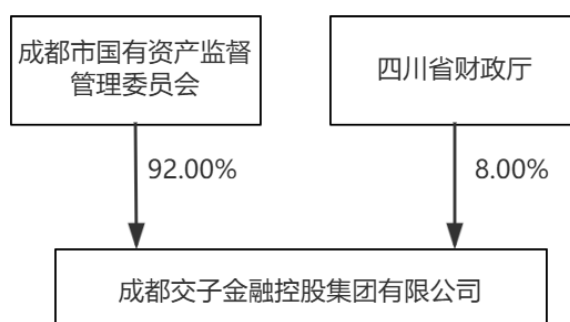 成都市国有资产监督
管理委员会
四川省财政厅
92.00%
8.00%
成都交子金融控股集团有限公司